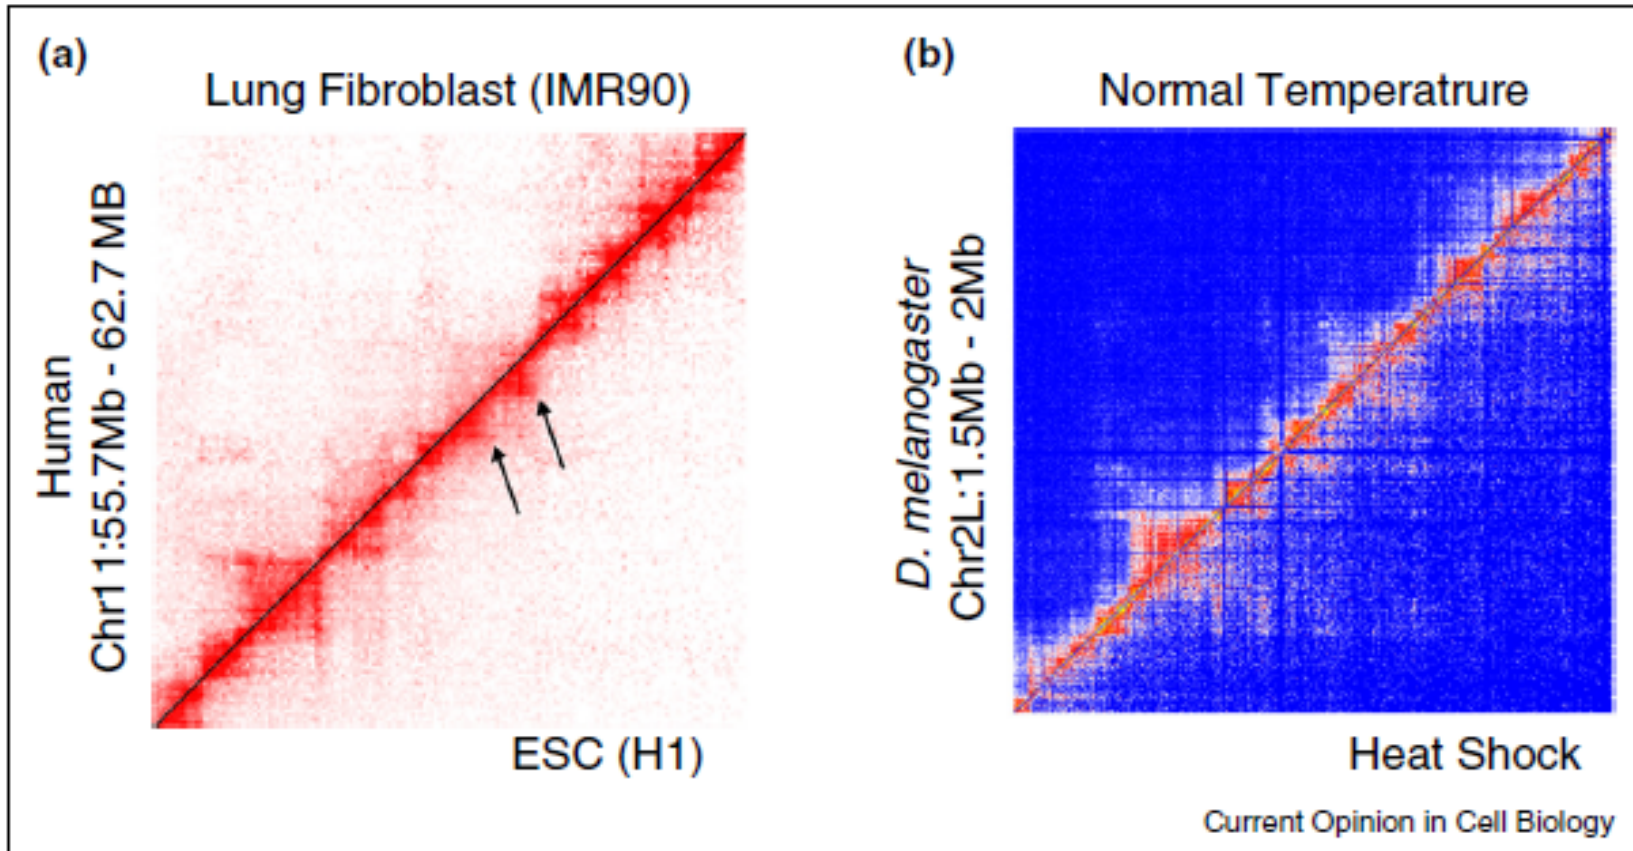 (a)
Lung Fibroblast (IMR90)
Human
Chr11:55.7Mb - 62.7 MB
ESC (H1)
(b)
Normal Temperatrure
D. melanogaster
Chr2L:1.5Mb - 2Mb
Heat Shock
Current Opinion in Cell Biology